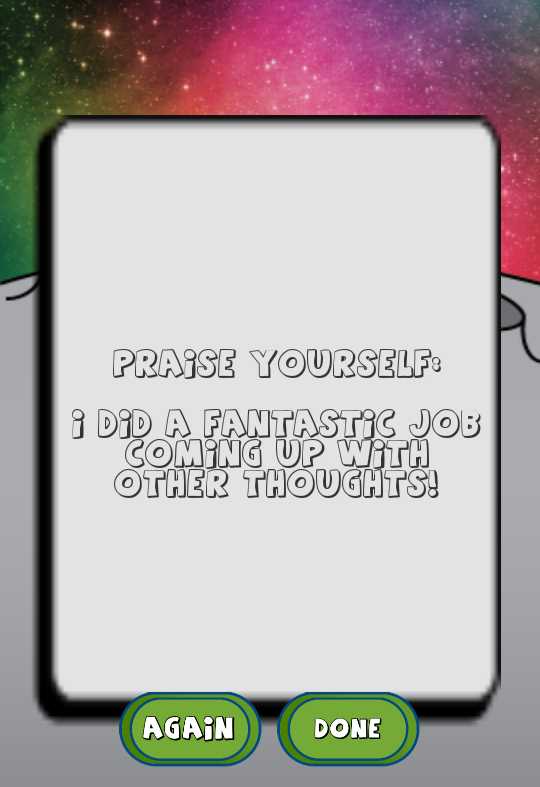 PRAiSE YOURSELF:
i DiD A FANTASTiC JOB
COMiNG UP WiTH
OTHER THOUGHTS!
AGAiN
DONE